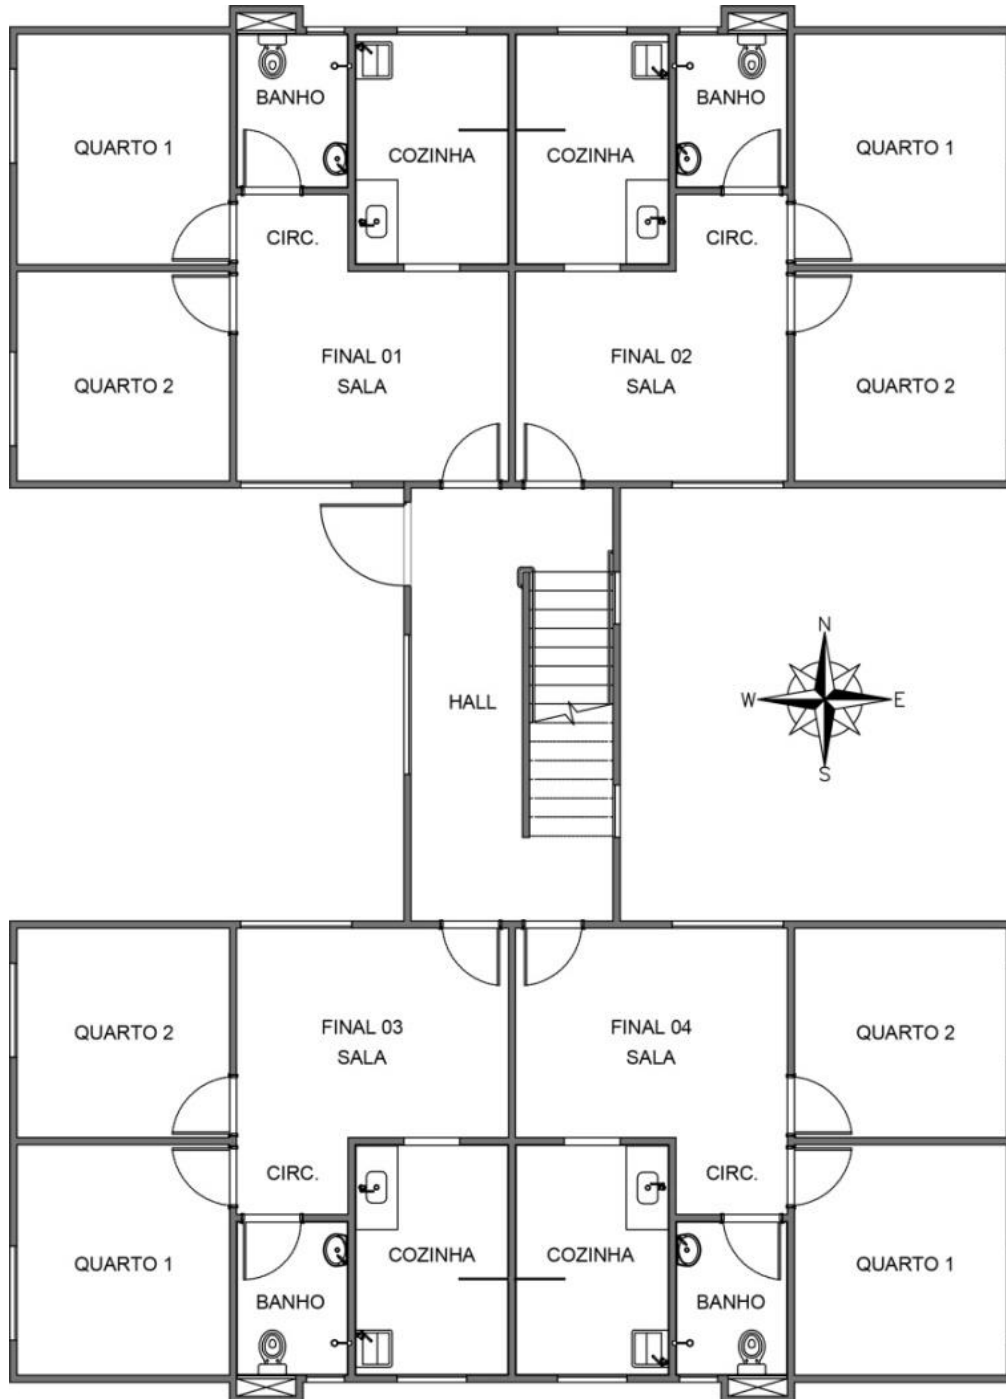 BANHO
BANHO
QUARTO 1
COZINHA
COZINHA
QUARTO 1
CIRC.
CIRC.
QUARTO 2
FINAL 01
SALA
FINAL 02
SALA
QUARTO 2
HALL
N
W
E
S
QUARTO 2
FINAL 03
SALA
FINAL 04
SALA
QUARTO 2
CIRC.
CIRC.
QUARTO 1
COZINHA
COZINHA
QUARTO 1
BANHO
BANHO